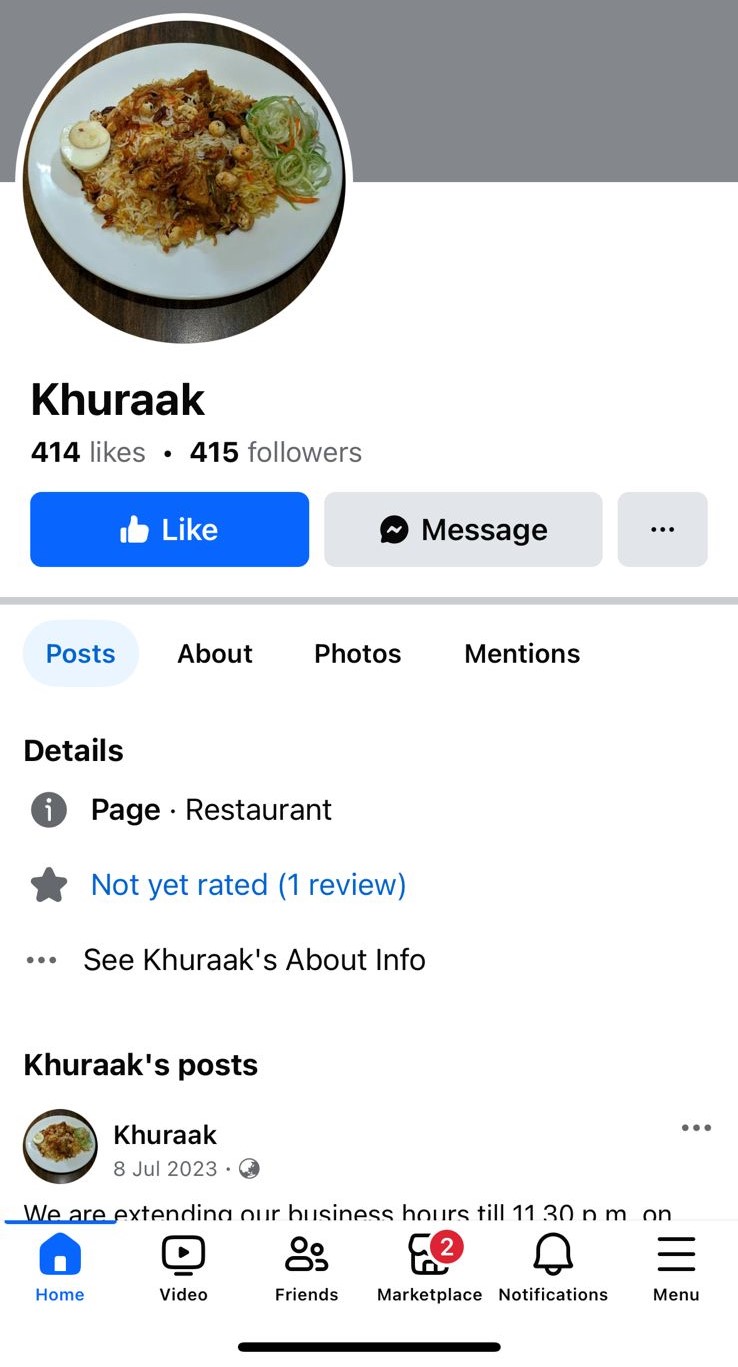 Khuraak
414 likes • 415 followers
Like
Message
Posts
About
Photos
Mentions
Details
Page · Restaurant
Not yet rated (1 review)
See Khuraak's About Info
Khuraak's posts
Khuraak
8 Jul 2023 ·
We are extending our business hours till 11.30 p.m. on
2
Home
Video
Friends
Marketplace
Notifications
Menu